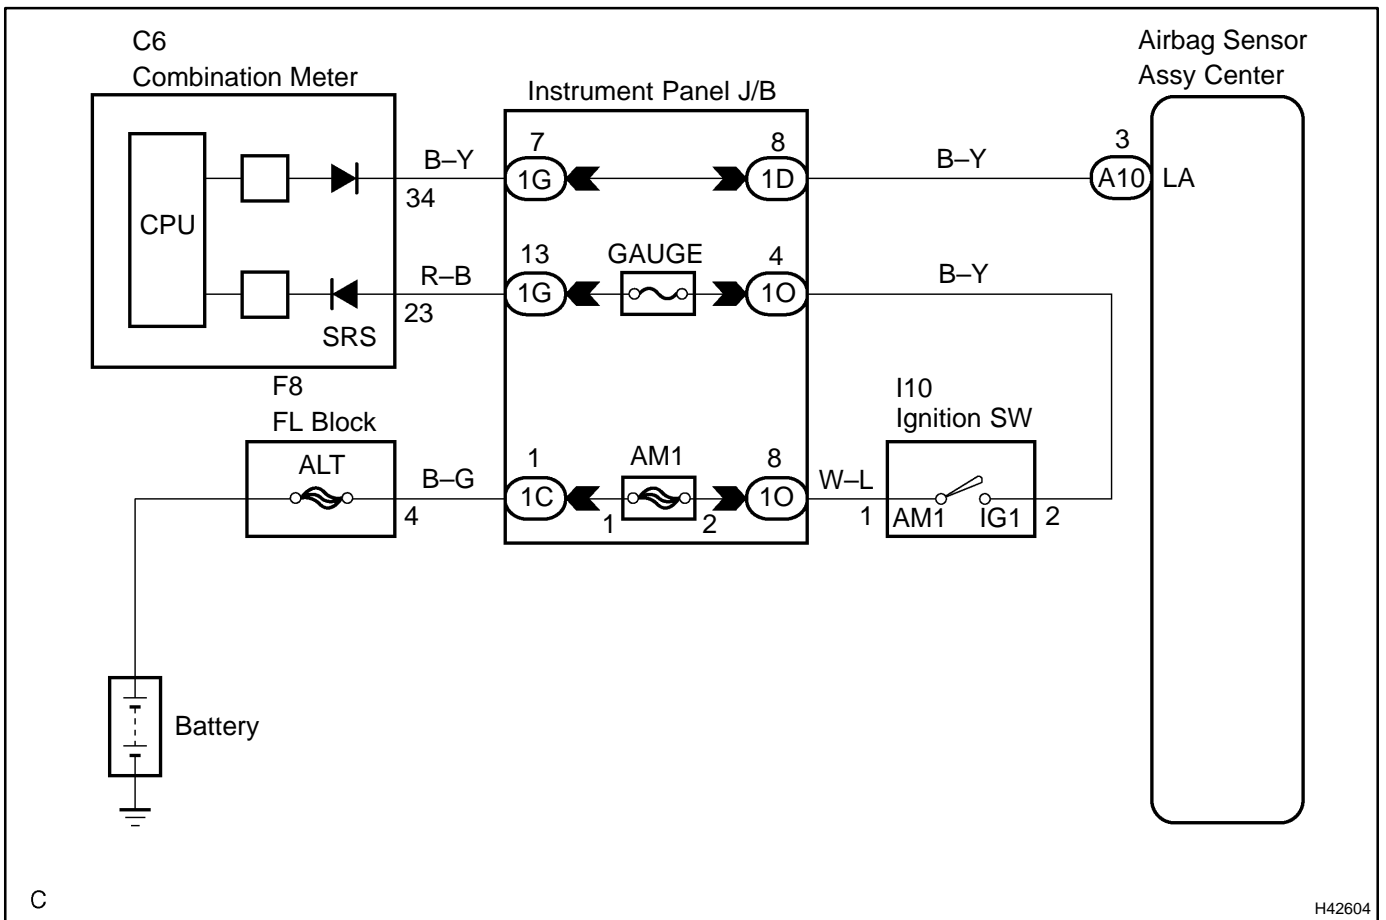 C6
Combination Meter
Airbag Sensor
Assy Center
Instrument Panel J/B
B–Y
7
1G
8
1D
B–Y
3
A10
LA
34
CPU
R–B
13
1G
GAUGE
4
1O
B–Y
23
SRS
F8
FL Block
I10
Ignition SW
ALT
B–G
1
1C
AM1
8
1O
W–L
4
1
2
1
AM1
IG1
2
Battery
C
H42604